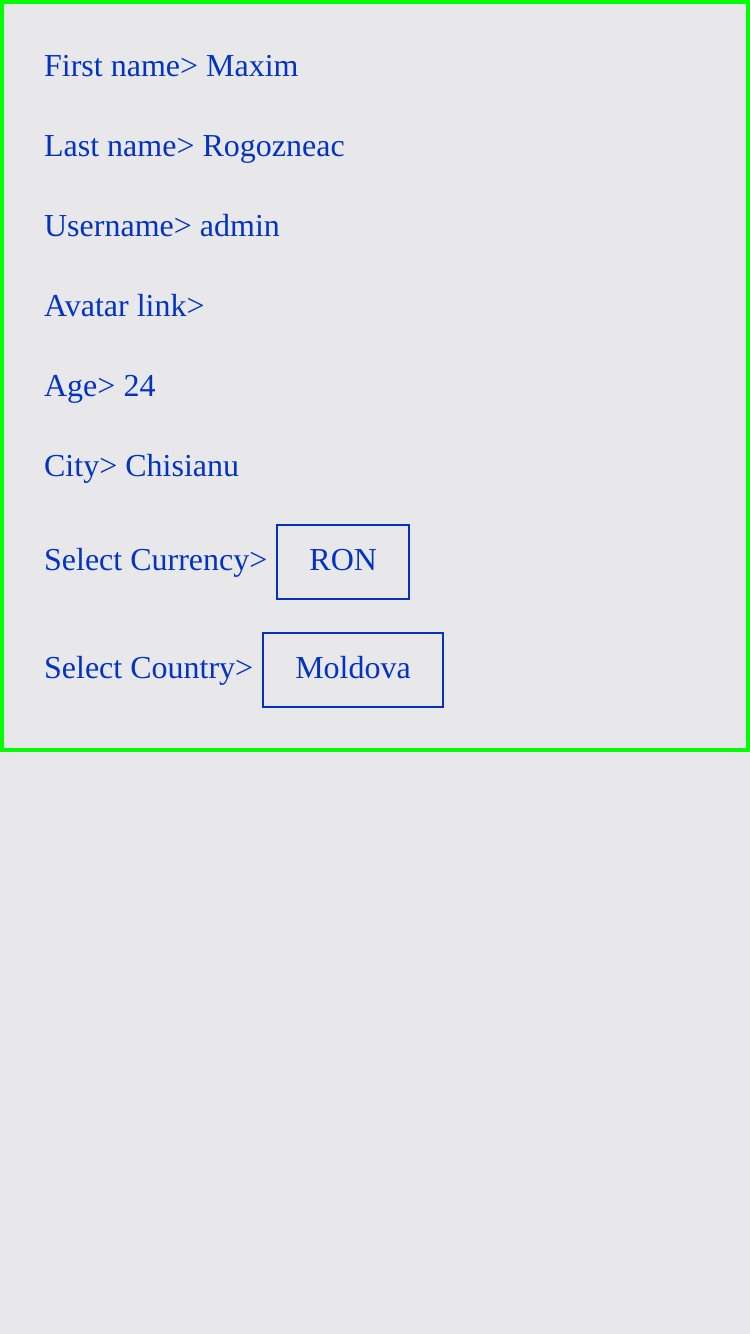 First name> Maxim
Last name> Rogozneac
Username> admin
Avatar link>
Age> 24
City> Chisianu
Select Currency> RON
Select Country> Moldova